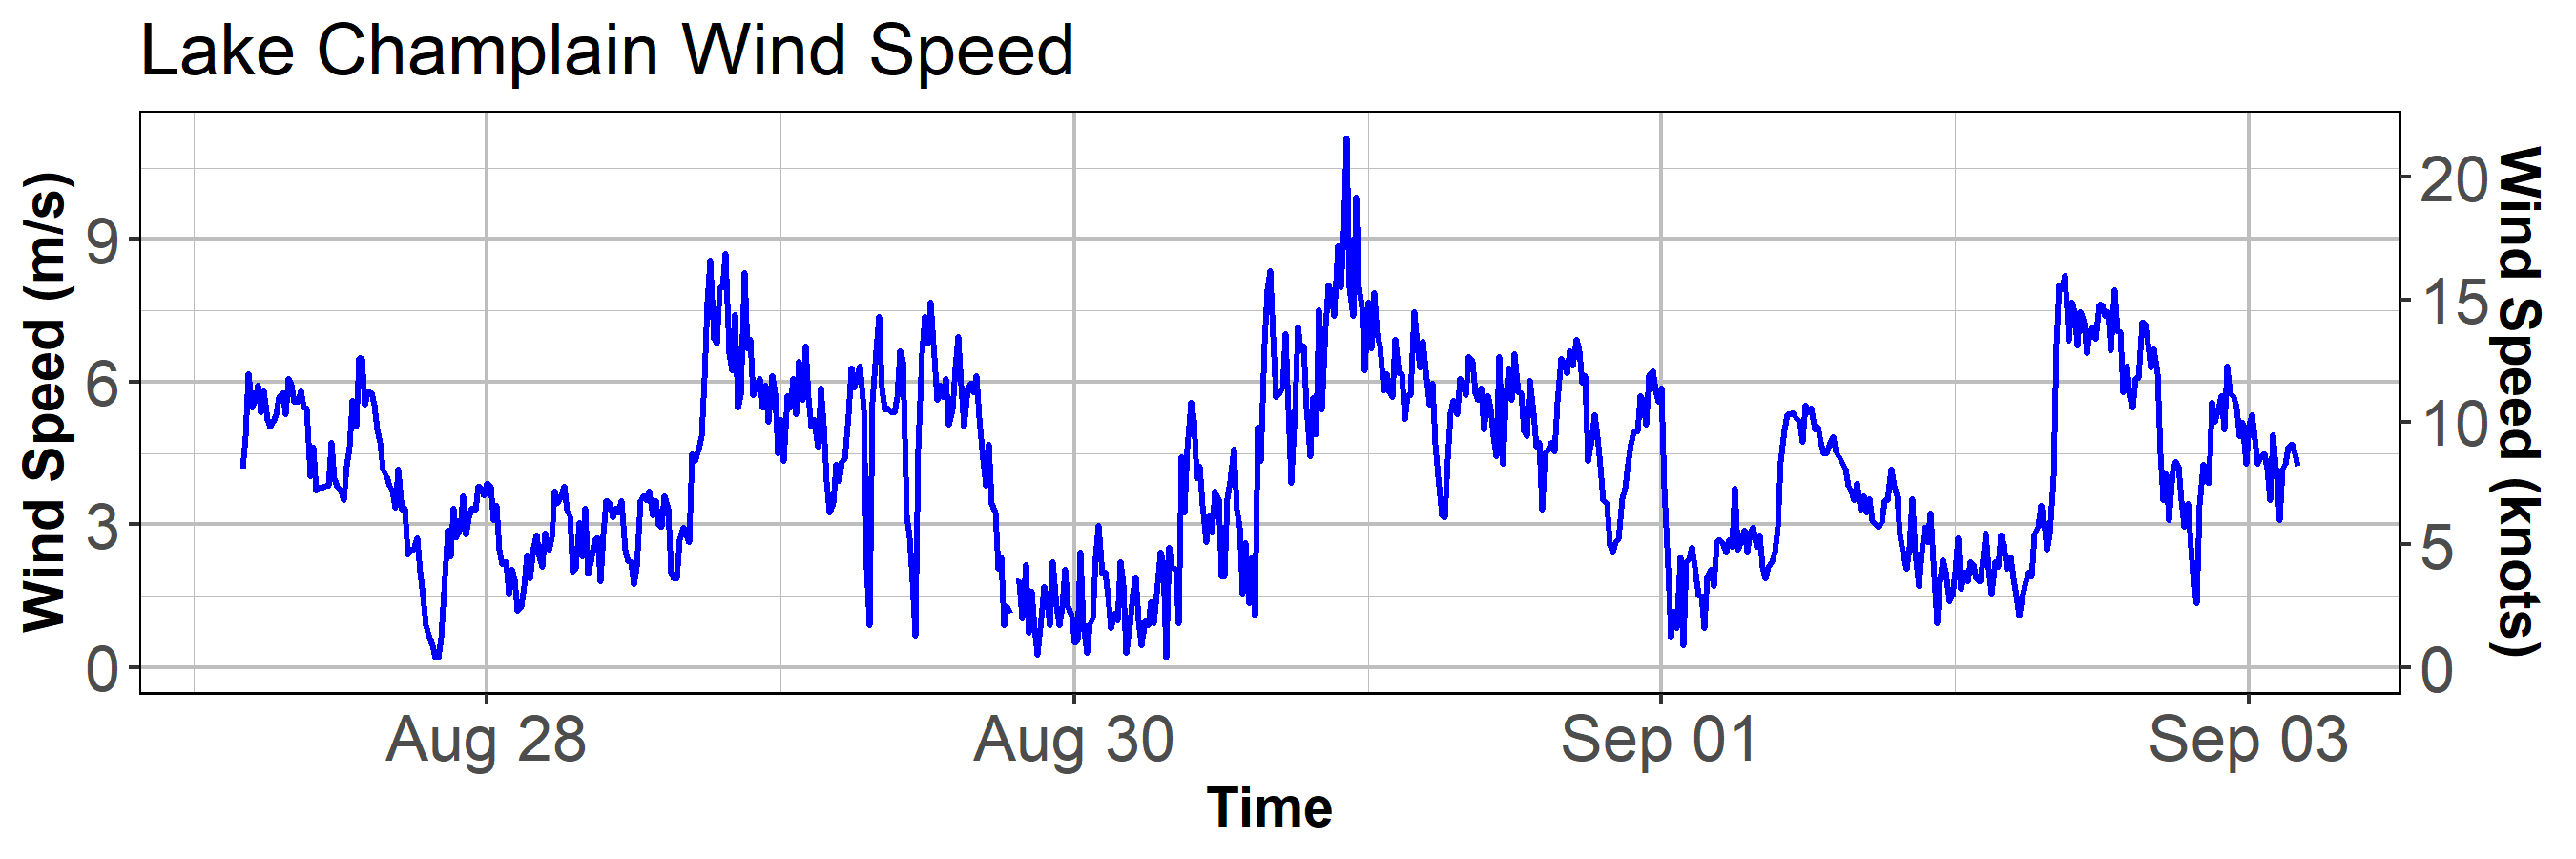 Lake Champlain Wind Speed
Wind Speed (m/s)
9
6
3
0
20
15
10
5
0
Wind Speed (knots)
Aug 28
Aug 30
Sep 01
Sep 03
Time